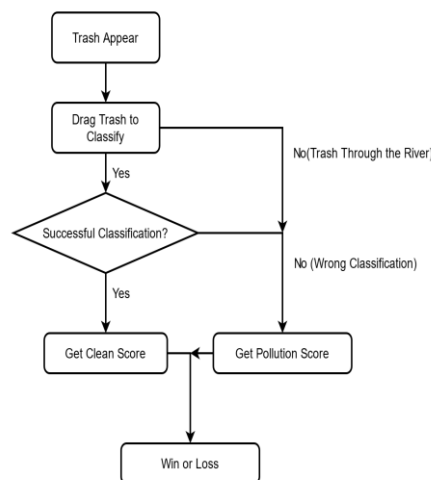 Trash Appear
Drag Trash to
Classify
No(Trash Through the River)
Yes
Successful Classification?
No (Wrong Classification)
Yes
Get Clean Score
Get Pollution Score
Win or Loss